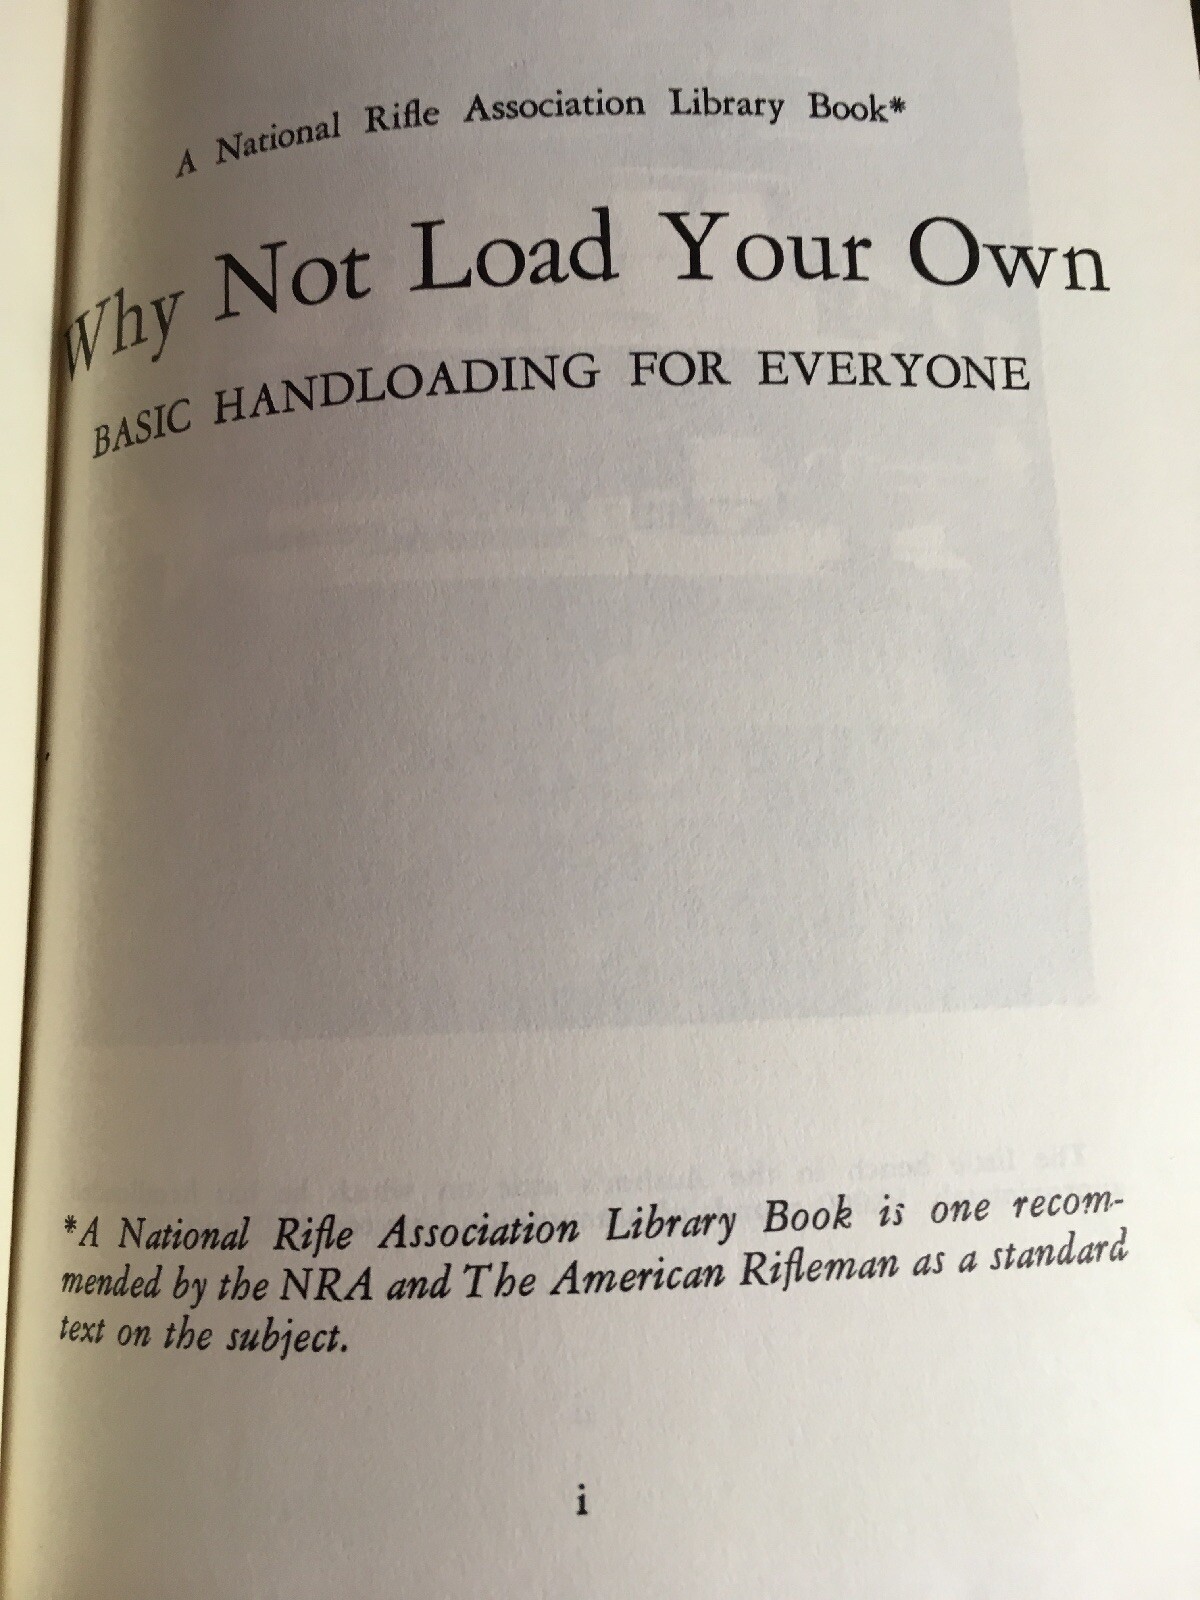 A National Rifle Association Library Book*
Why Not Load Your Own
BASIC HANDLOADING FOR EVERYONE
*A National Rifle Association Library Book is one recom-
mended by the NRA and The American Rifleman as a standard
text on the subject.
i